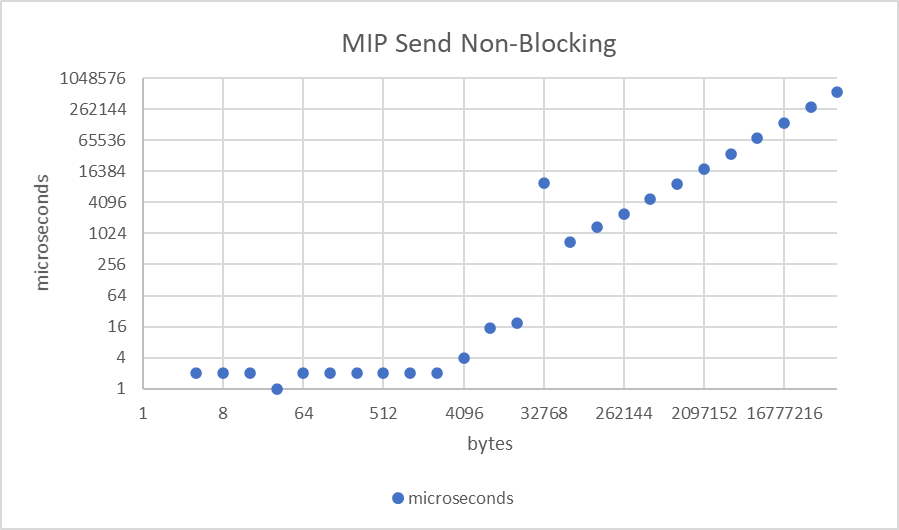 MIP Send Non-Blocking
1048576
262144
65536
16384
4096
1024
256
64
16
4
1
1 8 64 512 4096 32768 262144 2097152 16777216
microseconds
bytes
microseconds